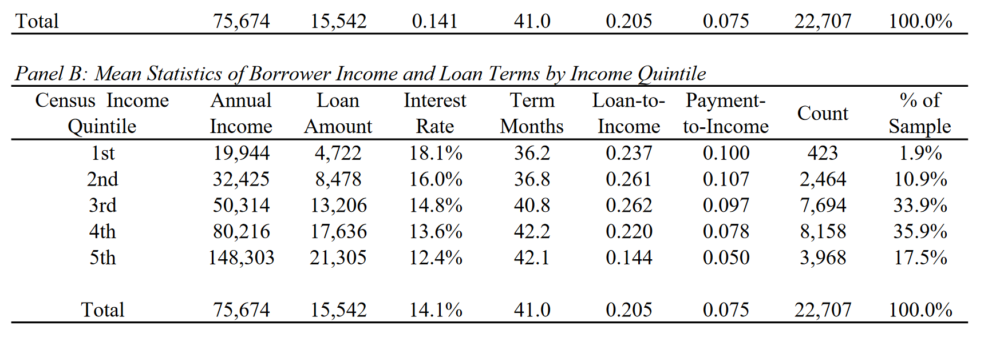 Total 75,674 15,542 0.141 41.0 0.205 0.075 22,707 100.0%
Panel B: Mean Statistics of Borrower Income and Loan Terms by Income Quintile
Census Income Annual Loan Interest Term Loan-to- Payment- Count % of
Quintile Income Amount Rate Months Income to-Income Sample
1st 19,944 4,722 18.1% 36.2 0.237 0.100 423 1.9%
2nd 32,425 8,478 16.0% 36.8 0.261 0.107 2,464 10.9%
3rd 50,314 13,206 14.8% 40.8 0.262 0.097 7,694 33.9%
4th 80,216 17,636 13.6% 42.2 0.220 0.078 8,158 35.9%
5th 148,303 21,305 12.4% 42.1 0.144 0.050 3,968 17.5%
Total 75,674 15,542 14.1% 41.0 0.205 0.075 22,707 100.0%